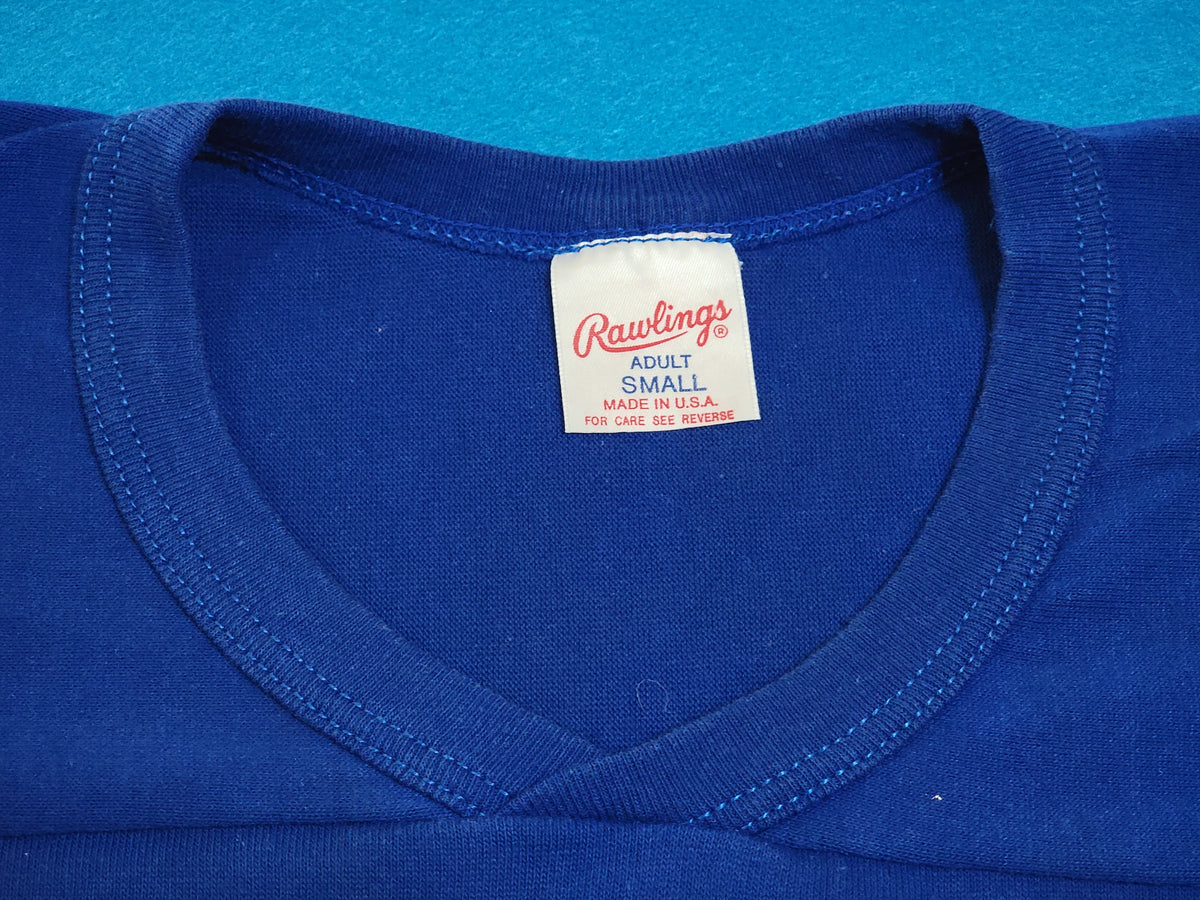 Rawlings®
ADULT
SMALL
MADE IN U.S.A.
FOR CARE SEE REVERSE